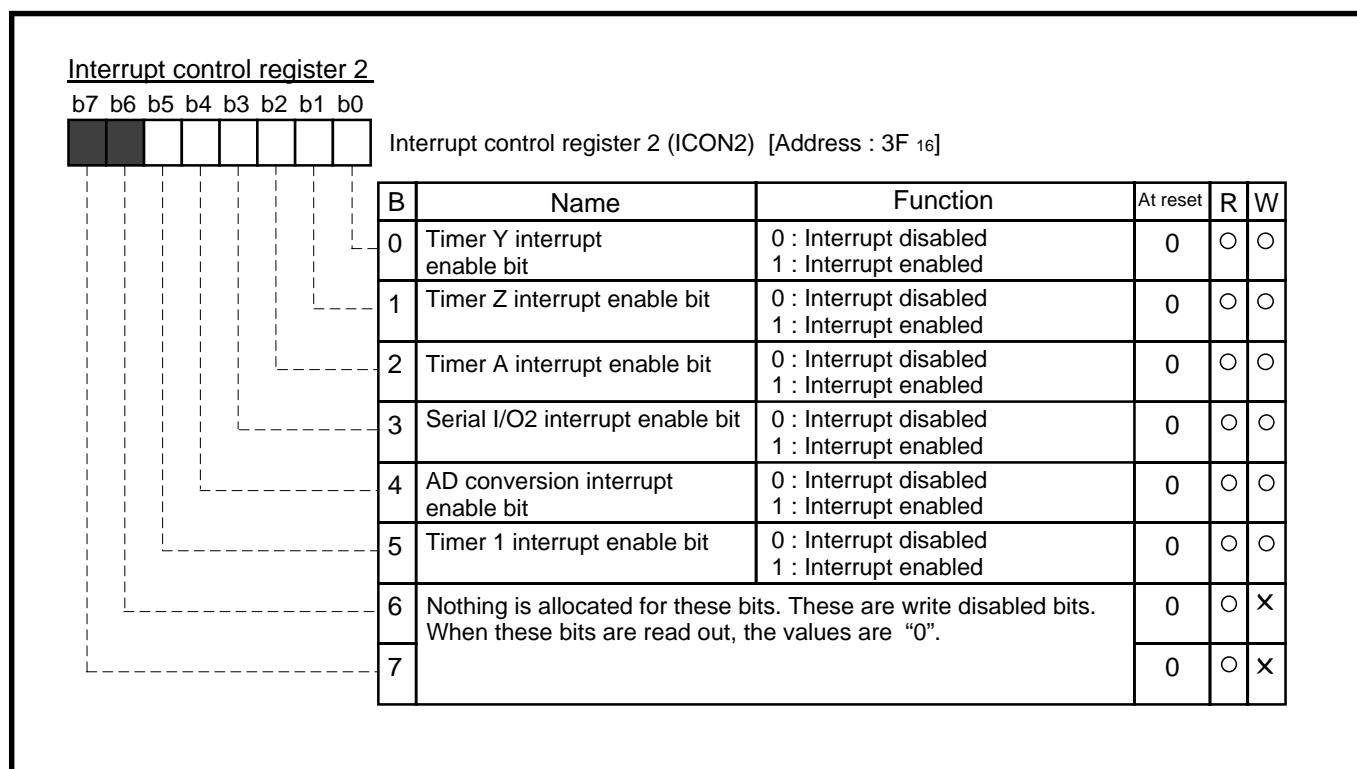 Interrupt control register 2
b7 b6 b5 b4 b3 b2 b1 b0
Interrupt control register 2 (ICON2) [Address : 3F 16]
B Name Function At reset R W
0 Timer Y interrupt enable bit 0 : Interrupt disabled 0 ○ ○
1 : Interrupt enabled
1 Timer Z interrupt enable bit 0 : Interrupt disabled 0 ○ ○
1 : Interrupt enabled
2 Timer A interrupt enable bit 0 : Interrupt disabled 0 ○ ○
1 : Interrupt enabled
3 Serial I/O2 interrupt enable bit 0 : Interrupt disabled 0 ○ ○
1 : Interrupt enabled
4 AD conversion interrupt enable bit 0 : Interrupt disabled 0 ○ ○
1 : Interrupt enabled
5 Timer 1 interrupt enable bit 0 : Interrupt disabled 0 ○ ○
1 : Interrupt enabled
6 Nothing is allocated for these bits. These are write disabled bits. 0 ○ ×
When these bits are read out, the values are “0”.
7 0 ○ ×